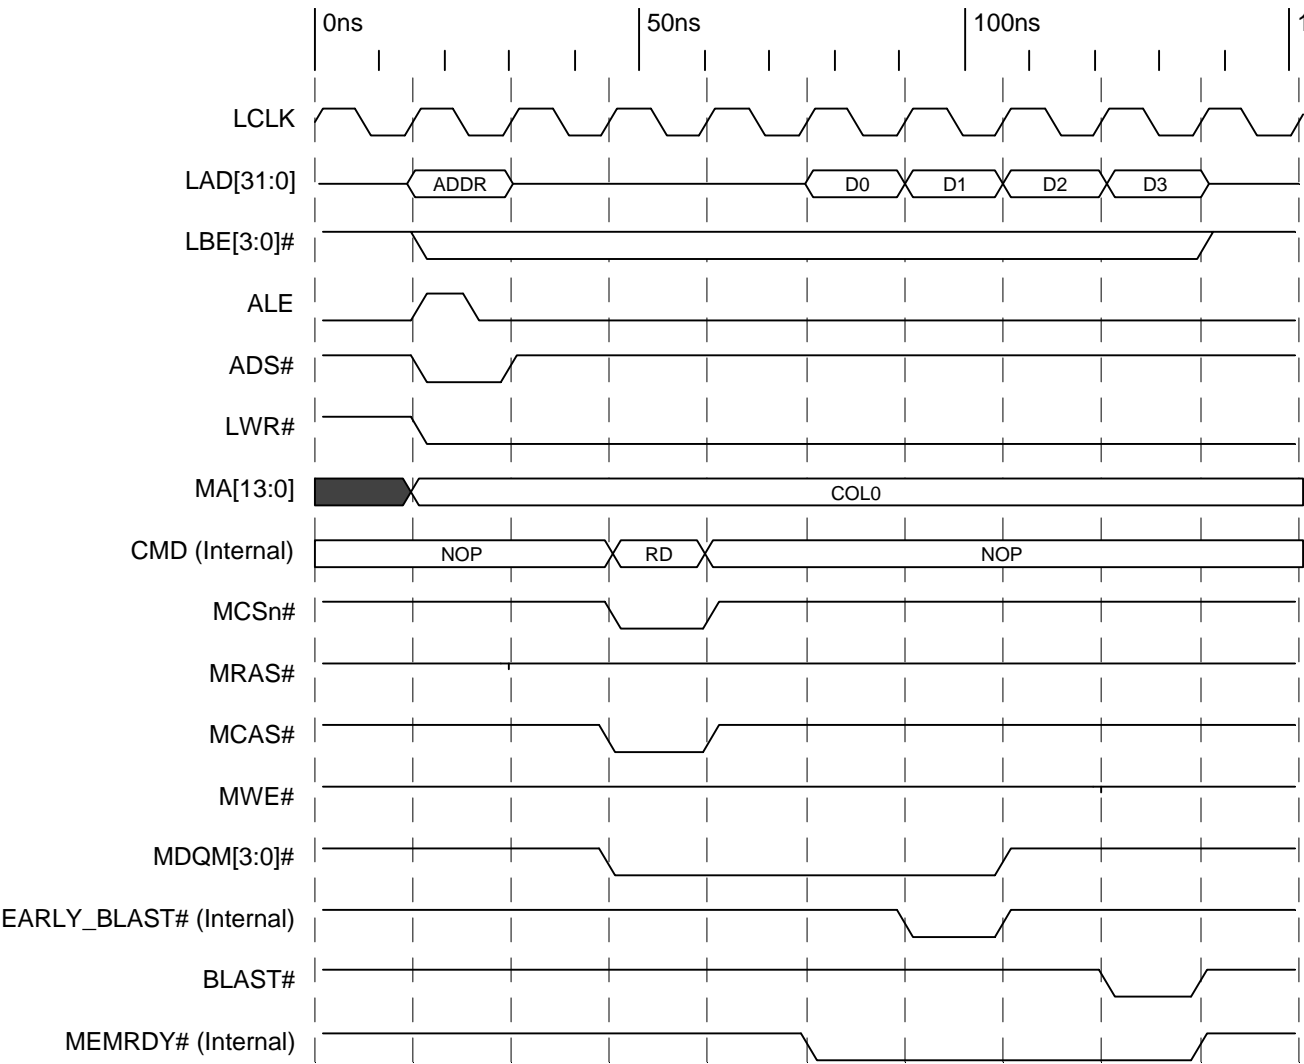 0ns 50ns 100ns
LCLK
LAD[31:0] ADDR D0 D1 D2 D3
LBE[3:0]#
ALE
ADS#
LWR#
MA[13:0] COL0
CMD (Internal) NOP RD NOP
MCSn#
MRAS#
MCAS#
MWE#
MDQM[3:0]#
EARLY_BLAST# (Internal)
BLAST#
MEMRDY# (Internal)